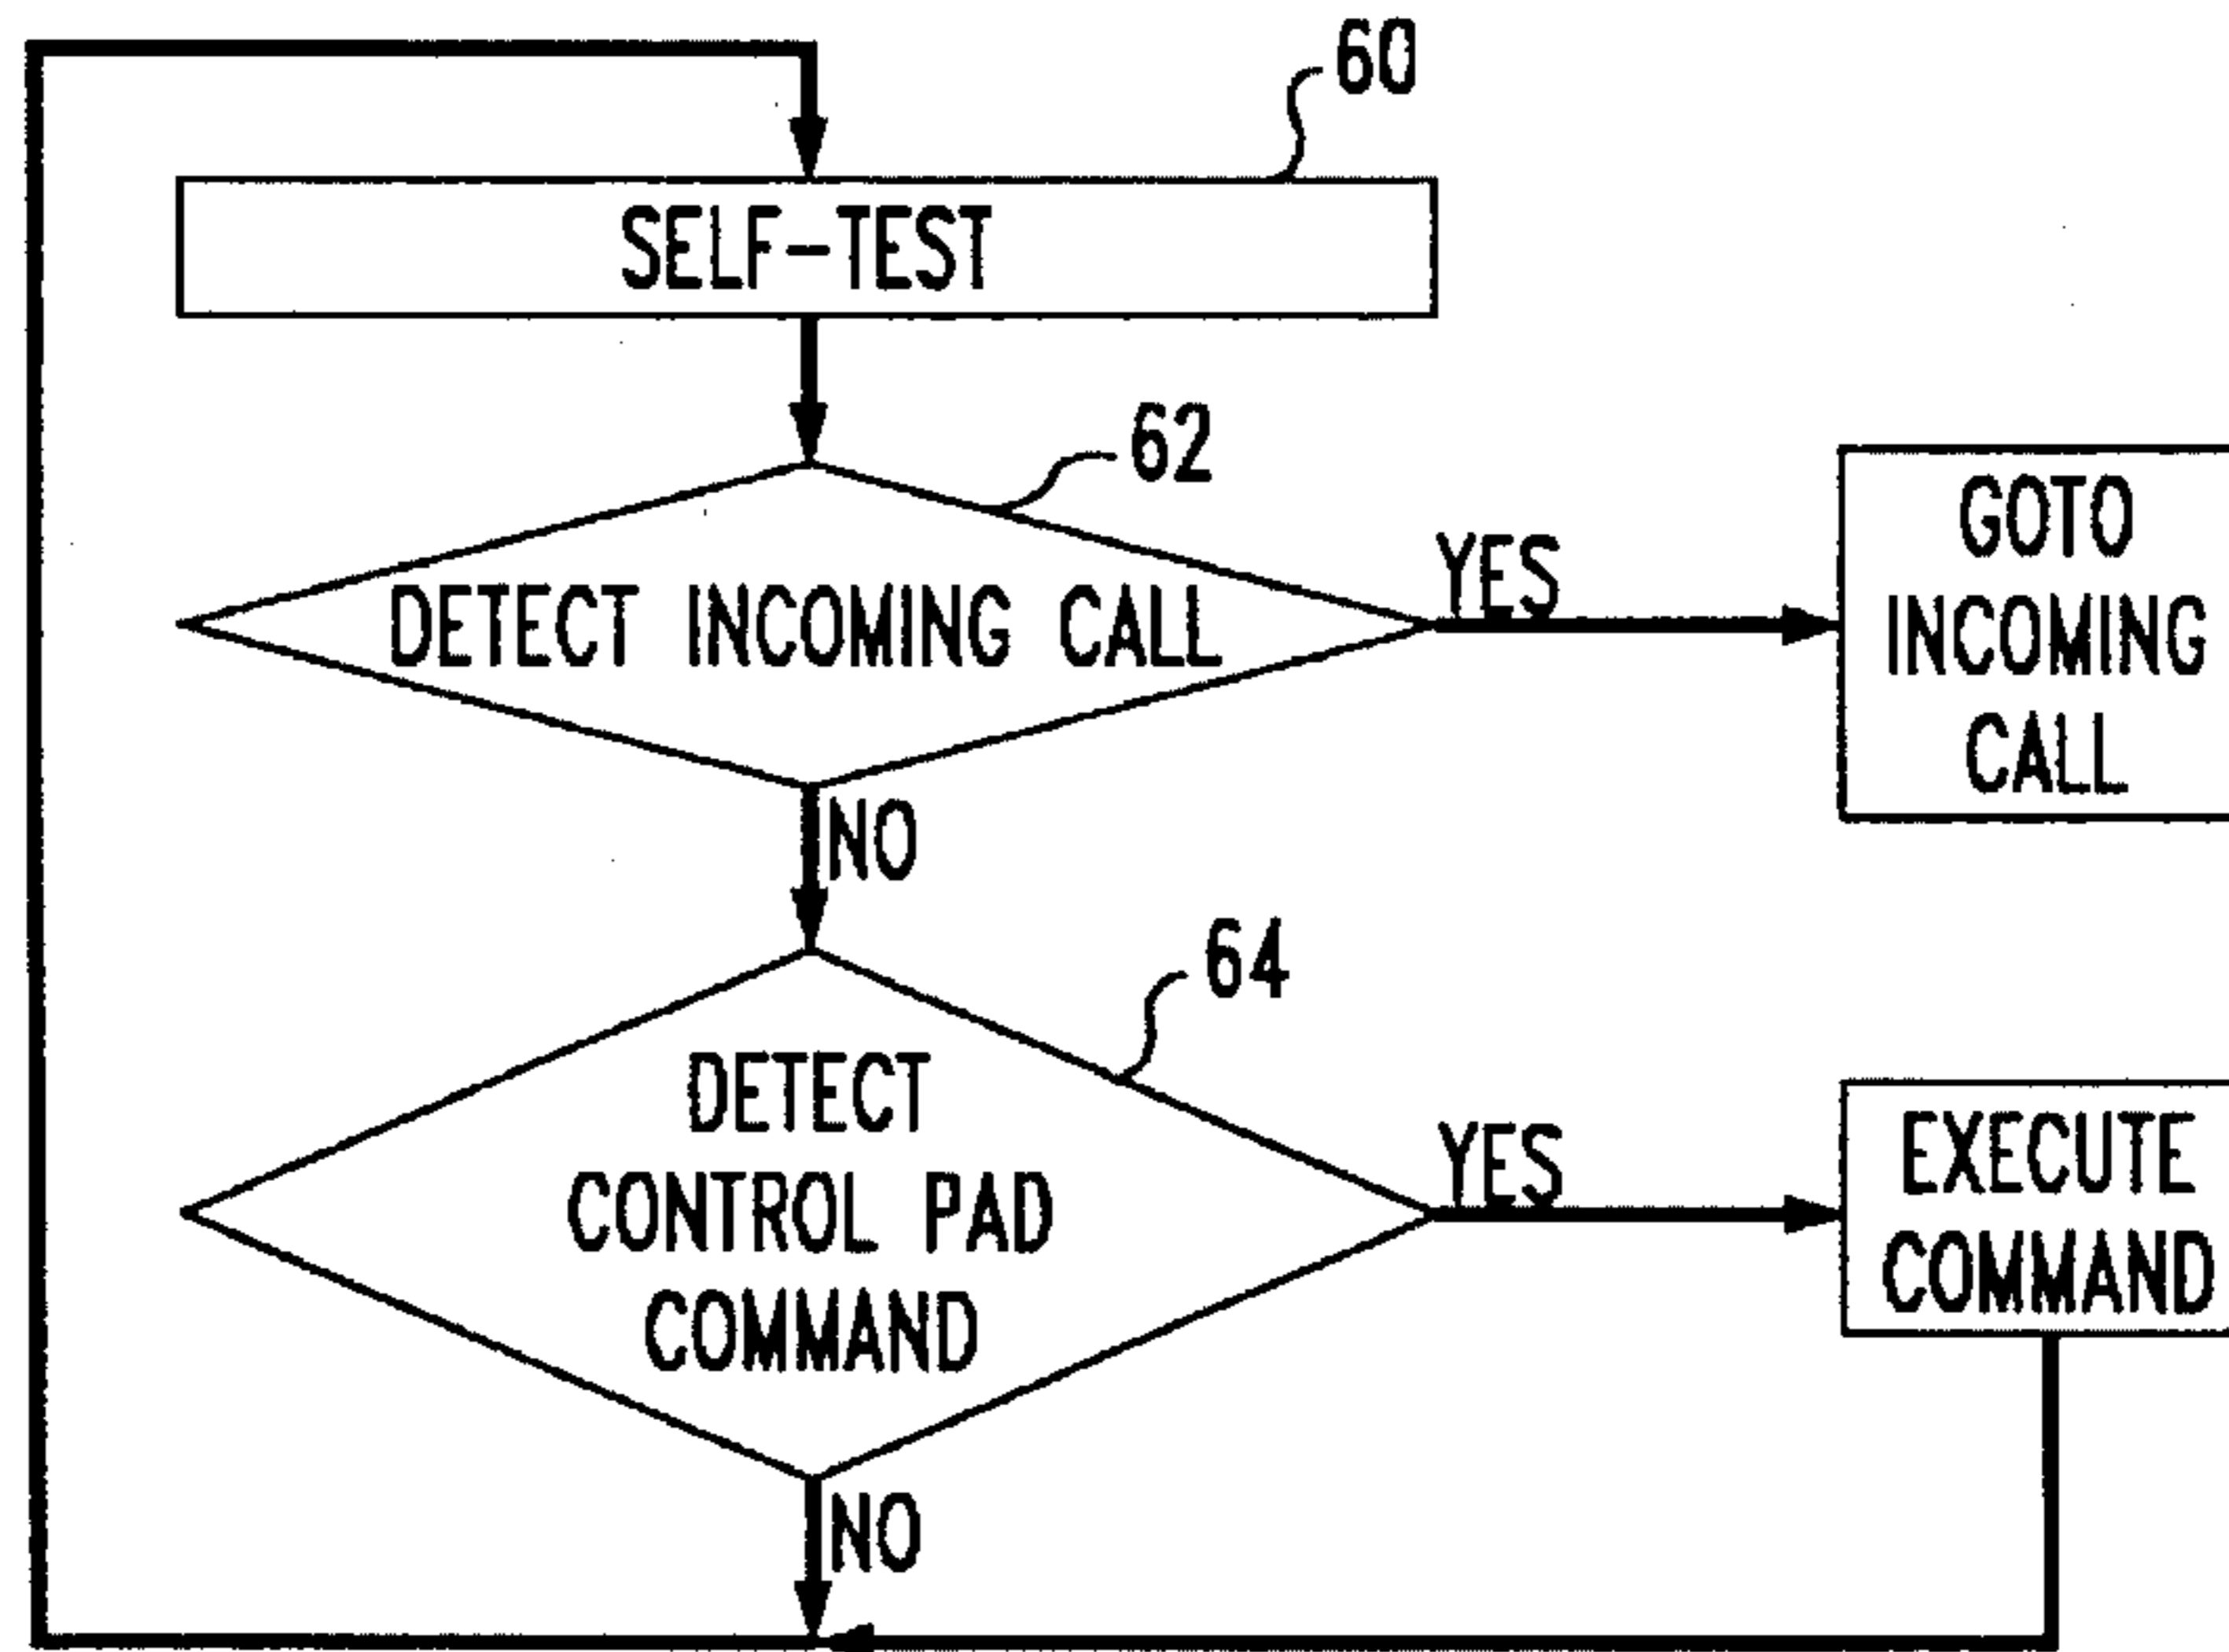 60
SELF-TEST
62
DETECT INCOMING CALL
YES
GOTO
INCOMING
CALL
NO
64
DETECT
CONTROL PAD
COMMAND
YES
EXECUTE
COMMAND
NO